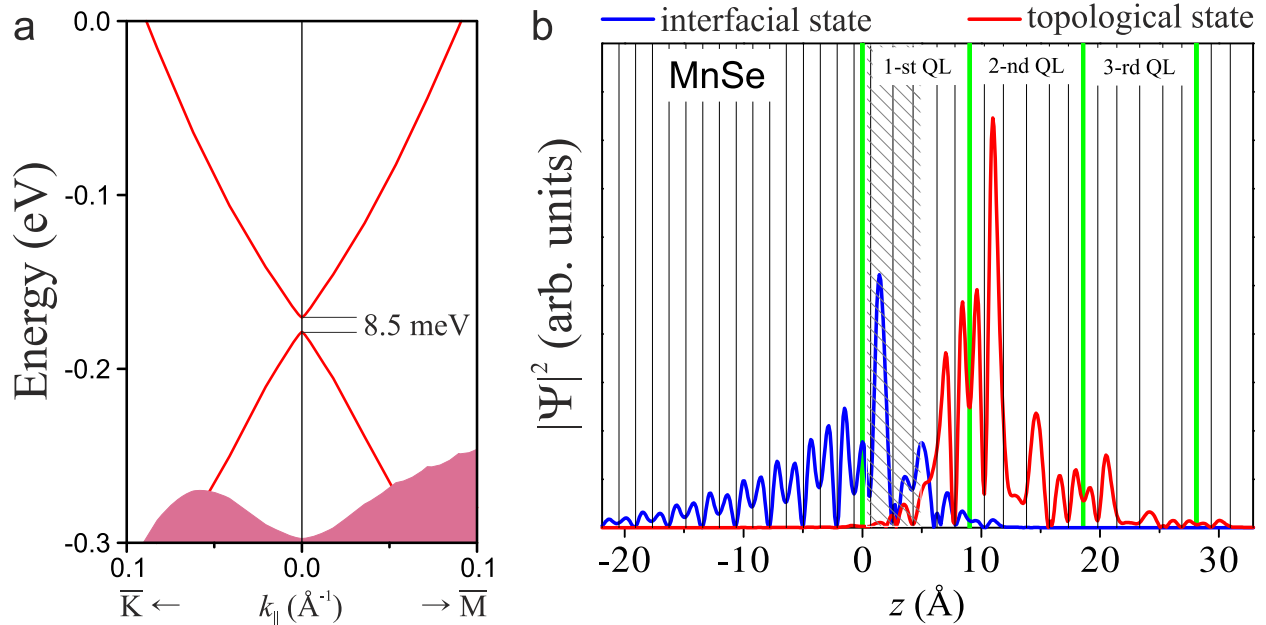 a
0.0
-0.1
-0.2
-0.3
Energy (eV)
8.5 meV
0.1
0.0
0.1
K̅ ←
k∥ (Å⁻¹)
→ M̅
b
interfacial state
topological state
MnSe
1-st QL
2-nd QL
3-rd QL
|Ψ|² (arb. units)
-20
-10
0
10
20
30
z (Å)